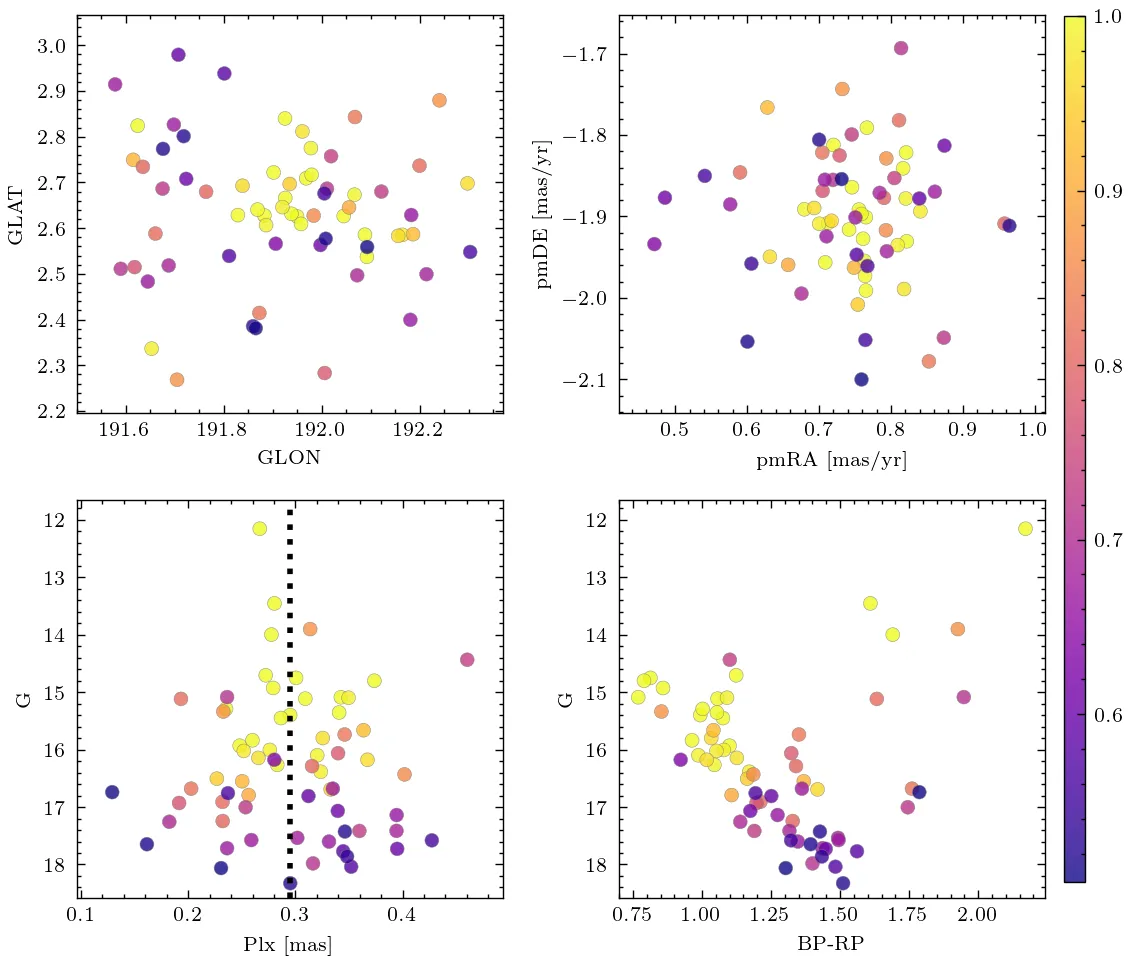 3.0
2.9
2.8
2.7
2.6
2.5
2.4
2.3
2.2
GLAT
191.6 191.8 192.0 192.2
GLON
−1.7
−1.8
−1.9
−2.0
−2.1
pmDE [mas/yr]
0.5 0.6 0.7 0.8 0.9 1.0
pmRA [mas/yr]
1.0
0.9
0.8
0.7
0.6
12
13
14
15
16
17
18
G
0.1 0.2 0.3 0.4
Plx [mas]
12
13
14
15
16
17
18
G
0.75 1.00 1.25 1.50 1.75 2.00
BP-RP